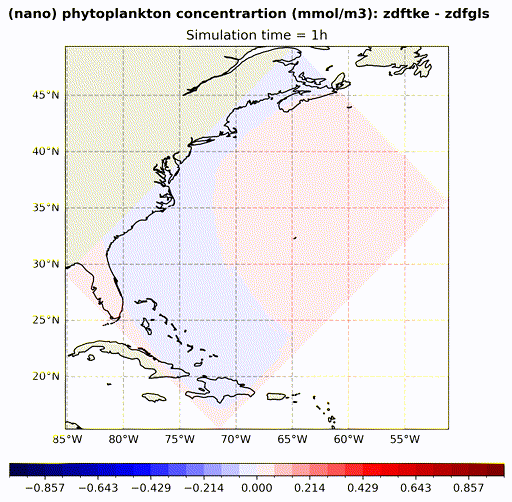 (nano) phytoplankton concentrartion (mmol/m3): zdftke - zdfgls
Simulation time = 1h
45°N
40°N
35°N
30°N
25°N
20°N
85°W 80°W 75°W 70°W 65°W 60°W 55°W
−0.857 −0.643 −0.429 −0.214 0.000 0.214 0.429 0.643 0.857